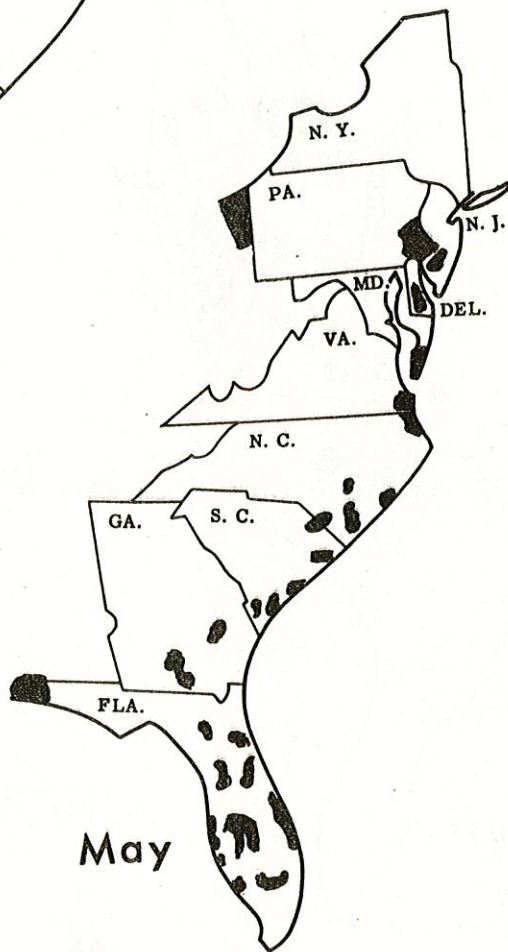 N. Y.
PA.
N. J.
MD.
DEL.
VA.
N. C.
GA.
S. C.
FLA.
May